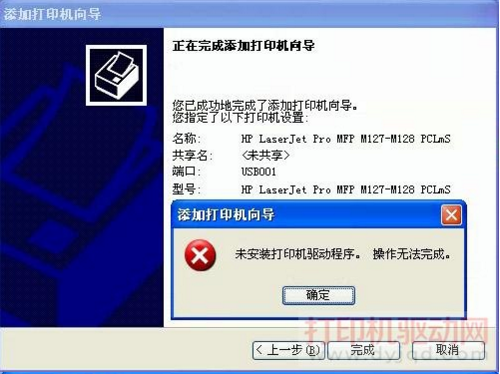 添加打印机向导
正在完成添加打印机向导
您已成功地完成了添加打印机向导。
您指定了以下打印机设置:
名称: HP LaserJet Pro MFP M127-M128 PCLmS
共享名: <未共享>
端口: USB001
型号: HP LaserJet Pro MFP M127-M128 PCLmS
添加打印机向导
未安装打印机驱动程序。 操作无法完成。
确定
打印机驱动网
www.dyjqd.com
< 上一步(B) 完成 取消